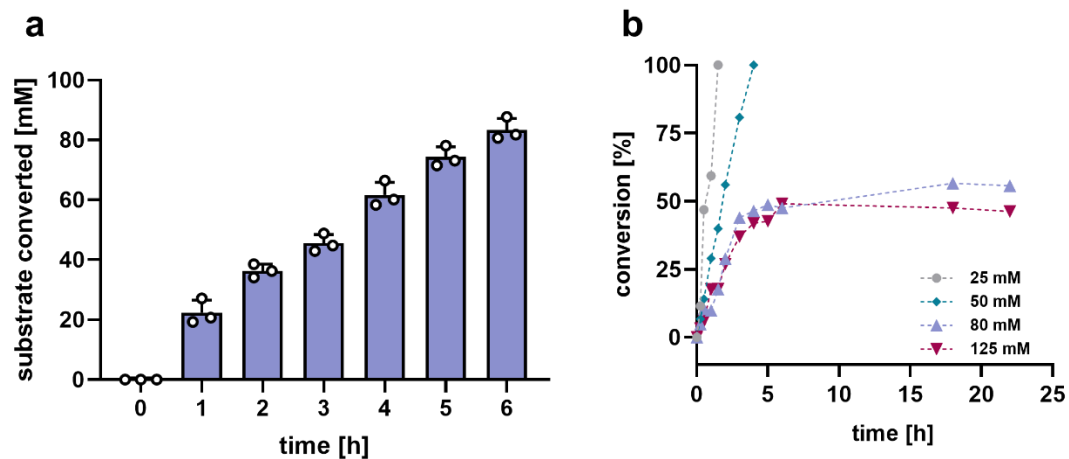 a
substrate converted [mM]
100
80
60
40
20
0
0 1 2 3 4 5 6
time [h]
b
conversion [%]
100
75
50
25
0
25 mM
50 mM
80 mM
125 mM
0 5 10 15 20 25
time [h]